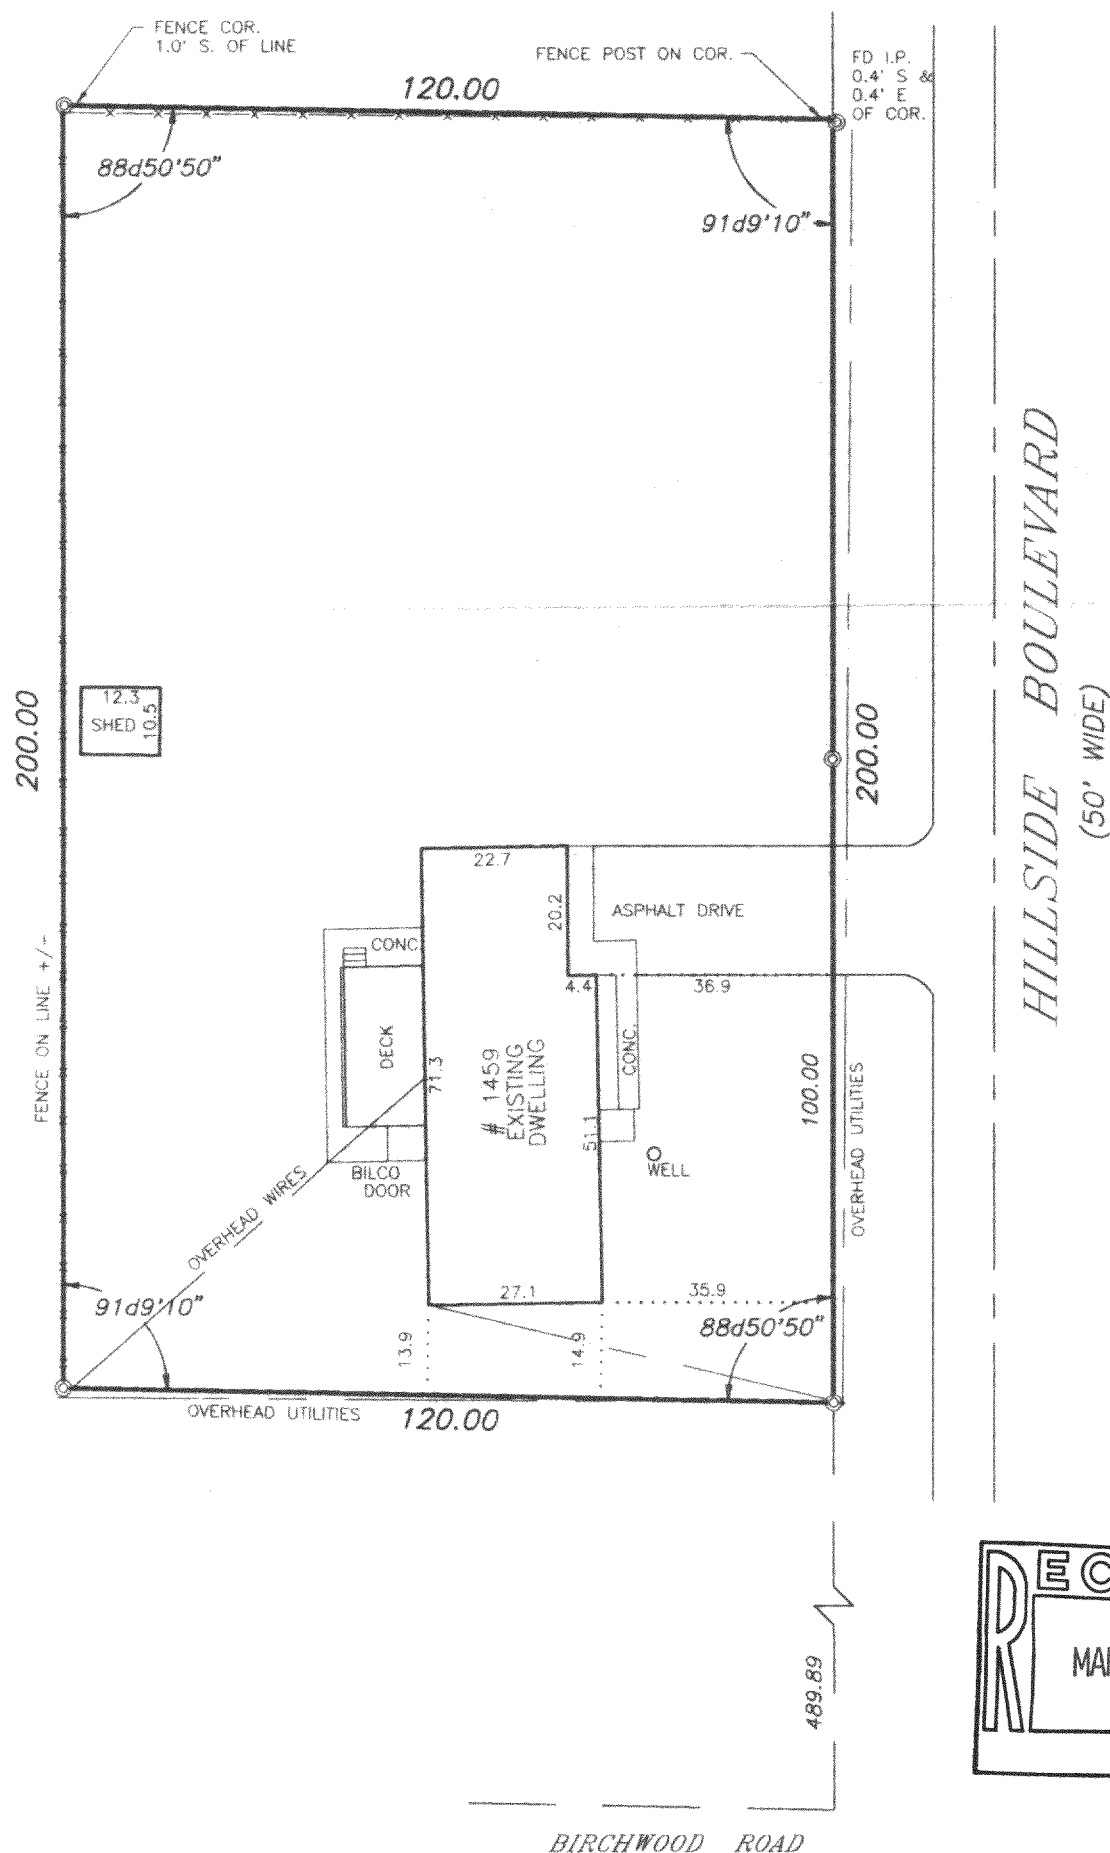 FENCE COR.
1.0' S. OF LINE
FENCE POST ON COR.
FD I.P.
0.4' S &
0.4' E
OF COR.
120.00
88d50'50"
91d9'10"
HILLSIDE BOULEVARD
(50' WIDE)
200.00
12.3
SHED
10.5
200.00
22.7
20.2
ASPHALT DRIVE
CONC.
4.4
36.9
FENCE ON LINE +/-
DECK
71.3
# 1459
EXISTING
DWELLING
CONC.
51.1
100.00
OVERHEAD UTILITIES
WELL
BILCO
DOOR
OVERHEAD WIRES
91d9'10"
27.1
35.9
88d50'50"
13.9
14.9
OVERHEAD UTILITIES
120.00
489.89
BIRCHWOOD ROAD